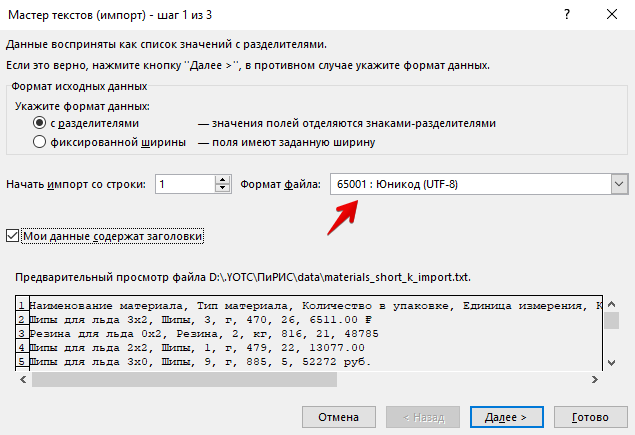 Мастер текстов (импорт) - шаг 1 из 3
Данные восприняты как список значений с разделителями.
Если это верно, нажмите кнопку "Далее >", в противном случае укажите формат данных.
Формат исходных данных
Укажите формат данных:
с разделителями — значения полей отделяются знаками-разделителями
фиксированной ширины — поля имеют заданную ширину
Начать импорт со строки: 1 Формат файла: 65001 : Юникод (UTF-8)
Мои данные содержат заголовки
Предварительный просмотр файла D:\.YOTC\ПиРИС\data\materials_short_k_import.txt.
1 Наименование материала, Тип материала, Количество в упаковке, Единица измерения, К
2 Шипы для льда 3x2, Шипы, 3, г, 470, 26, 6511.00 ₽
3 Резина для льда 0x2, Резина, 2, кг, 816, 21, 48785
4 Шипы для льда 2x2, Шипы, 1, г, 479, 22, 13077.00
5 Шипы для льда 3x0, Шипы, 9, г, 885, 5, 52272 руб.
Отмена < Назад Далее > Готово